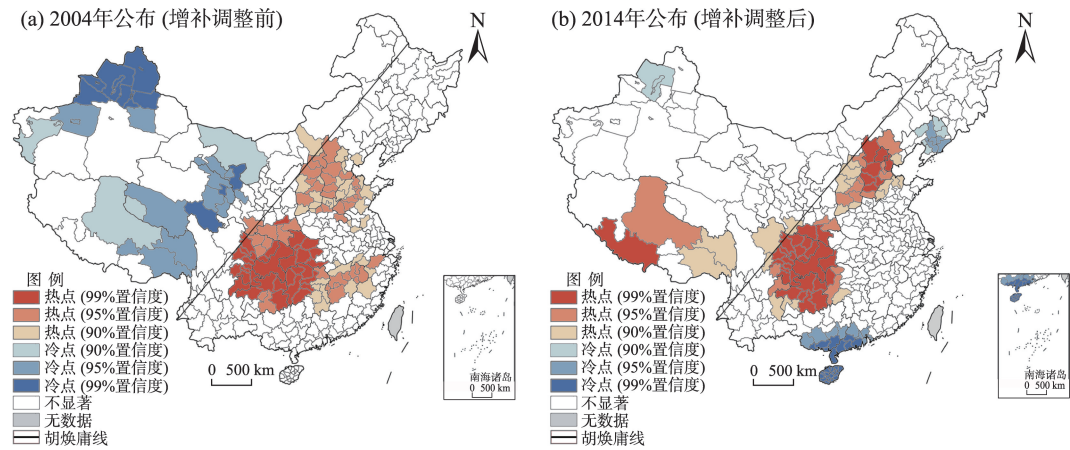 (a) 2004年公布 (增补调整前)
N
图 例
热点 (99%置信度)
热点 (95%置信度)
热点 (90%置信度)
冷点 (90%置信度)
冷点 (95%置信度)
冷点 (99%置信度)
不显著
无数据
胡焕庸线
0 500 km
南海诸岛
0 500 km
(b) 2014年公布 (增补调整后)
N
图 例
热点 (99%置信度)
热点 (95%置信度)
热点 (90%置信度)
冷点 (90%置信度)
冷点 (95%置信度)
冷点 (99%置信度)
不显著
无数据
胡焕庸线
0 500 km
南海诸岛
0 500 km